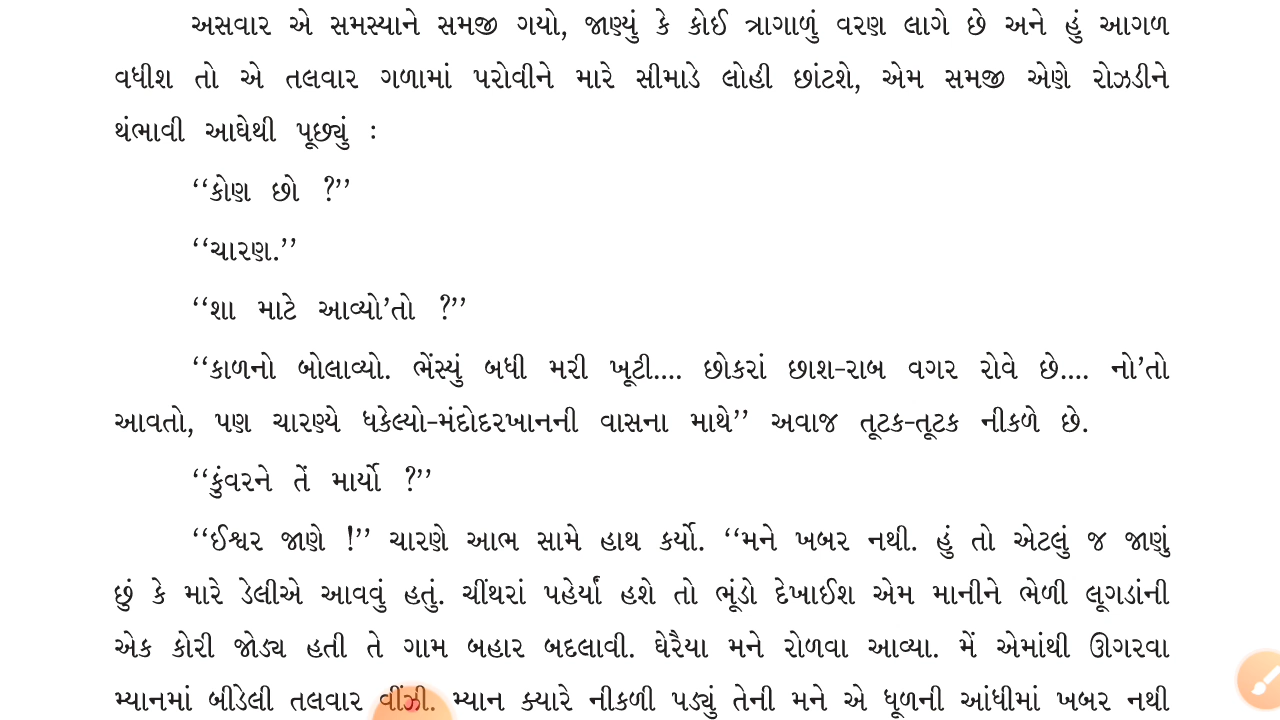 અસવાર એ સમસ્યાને સમજી ગયો, જાણ્યું કે કોઈ ત્રાગાળું વરણ લાગે છે અને હું આગળ
વધીશ તો એ તલવાર ગળામાં પરોવીને મારે સીમાડે લોહી છાંટશે, એમ સમજી એણે રોઝડીને
થંભાવી આઘેથી પૂછ્યું :
‘‘કોણ છો ?’’
‘‘ચારણ.’’
‘‘શા માટે આવ્યો’તો ?’’
‘‘કાળનો બોલાવ્યો. ભેંસ્યું બધી મરી ખૂટી.... છોકરાં છાશ-રાબ વગર રોવે છે.... નો’તો
આવતો, પણ ચારણ્યે ધકેલ્યો-મંદોદરખાનની વાસના માથે’’ અવાજ તૂટક-તૂટક નીકળે છે.
‘‘કુંવરને તેં માર્યો ?’’
‘‘ઈશ્વર જાણે !’’ ચારણે આભ સામે હાથ કર્યો. ‘‘મને ખબર નથી. હું તો એટલું જ જાણું
છું કે મારે ડેલીએ આવવું હતું. ચીંથરાં પહેર્યાં હશે તો ભૂંડો દેખાઈશ એમ માનીને ભેળી લૂગડાંની
એક કોરી જોડ્ય હતી તે ગામ બહાર બદલાવી. ઘેરૈયા મને રોળવા આવ્યા. મેં એમાંથી ઊગરવા
મ્યાનમાં બીડેલી તલવાર વીંઝી. મ્યાન ક્યારે નીકળી પડ્યું તેની મને એ ધૂળની આંધીમાં ખબર નથી